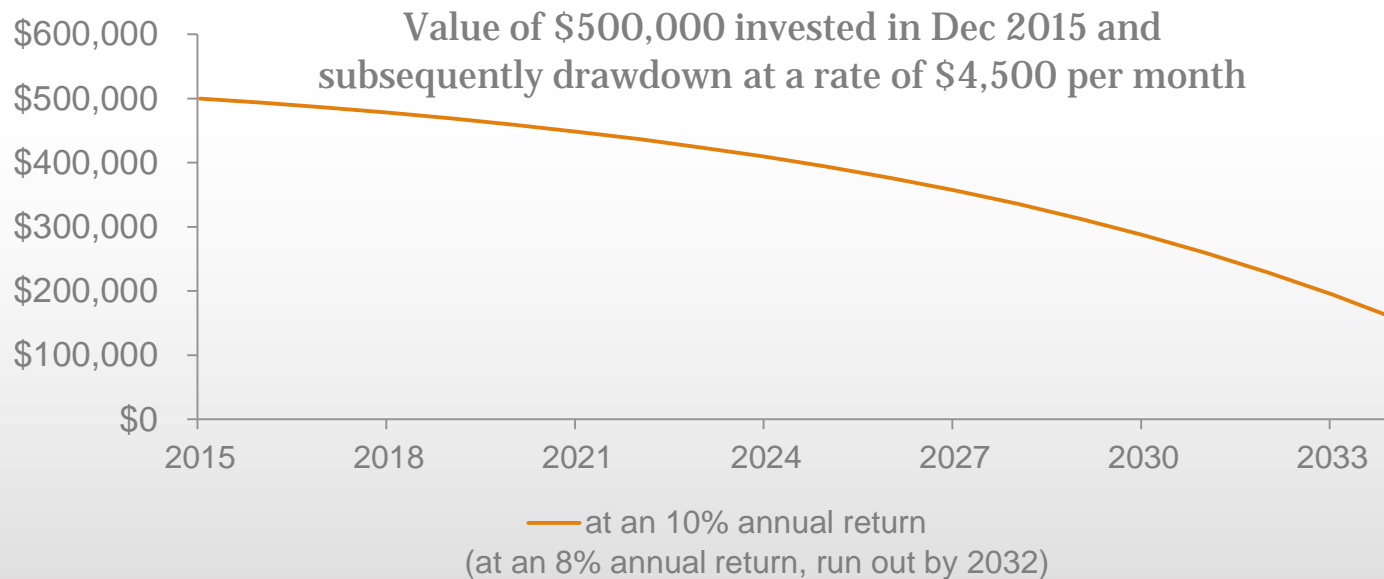 Value of $500,000 invested in Dec 2015 and
subsequently drawdown at a rate of $4,500 per month
$600,000
$500,000
$400,000
$300,000
$200,000
$100,000
$0
2015 2018 2021 2024 2027 2030 2033
at an 10% annual return
(at an 8% annual return, run out by 2032)